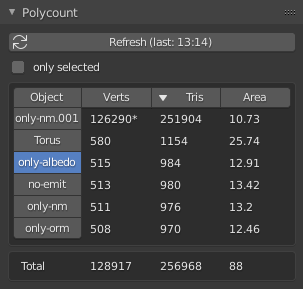 Polycount
Refresh (last: 13:14)
only selected
Object Verts Tris Area
only-nm.001 126290* 251904 10.73
Torus 580 1154 25.74
only-albedo 515 984 12.91
no-emit 513 980 13.42
only-nm 511 976 13.2
only-orm 508 970 12.46
Total 128917 256968 88